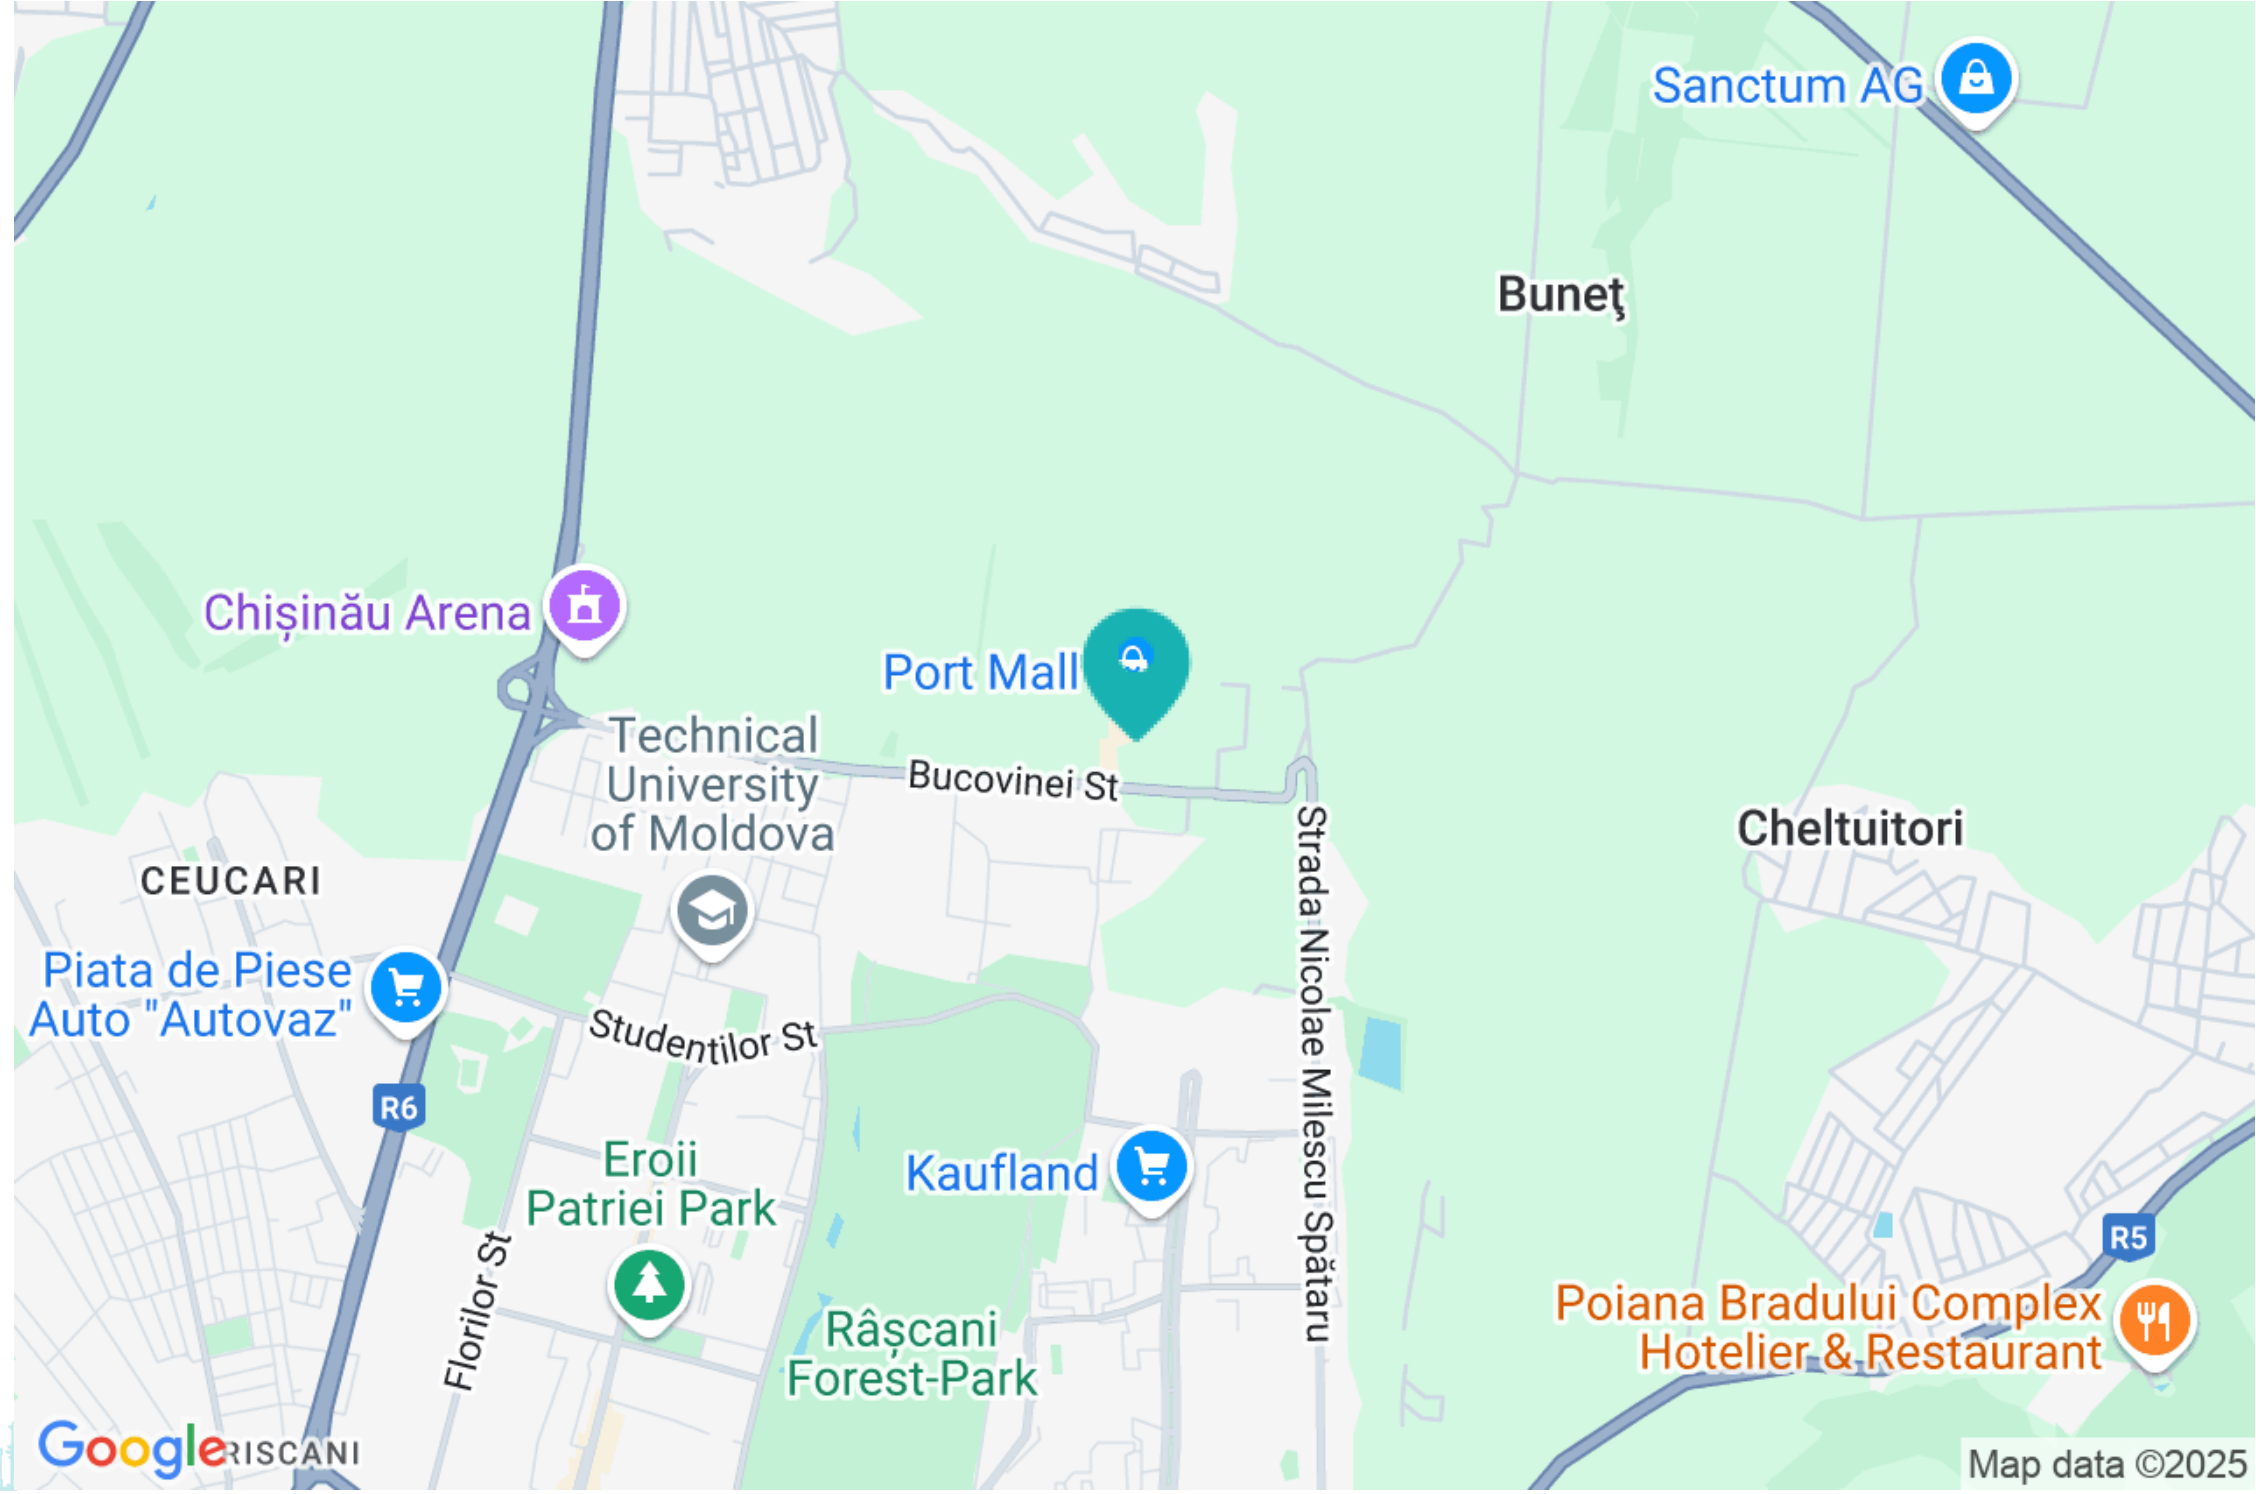 Sanctum AG
Buneţ
Chișinău Arena
Port Mall
Technical
University
of Moldova
Bucovinei St
Strada Nicolae Milescu Spătaru
Cheltuitori
CEUCARI
Piata de Piese
Auto "Autovaz"
Studentilor St
R6
Eroii
Patriei Park
Kaufland
Florilor St
R5
Poiana Bradului Complex
Hotelier & Restaurant
Râșcani
Forest-Park
Google
RISCANI
Map data ©2025